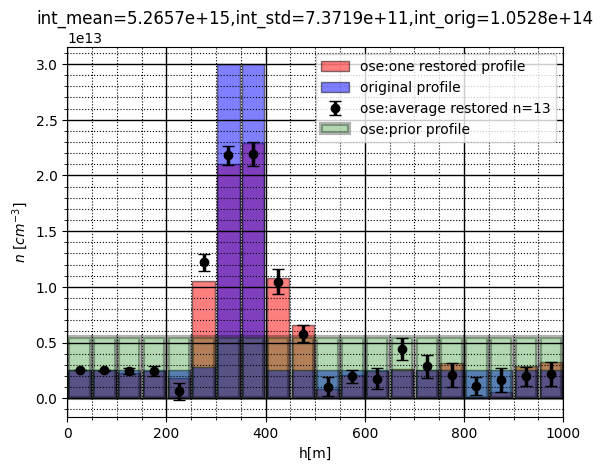 int_mean=5.2657e+15,int_std=7.3719e+11,int_orig=1.0528e+14
1e13
ose:one restored profile
original profile
ose:average restored n=13
ose:prior profile
3.0
2.5
2.0
1.5
1.0
0.5
0.0
n [cm⁻³]
0 200 400 600 800 1000
h[m]